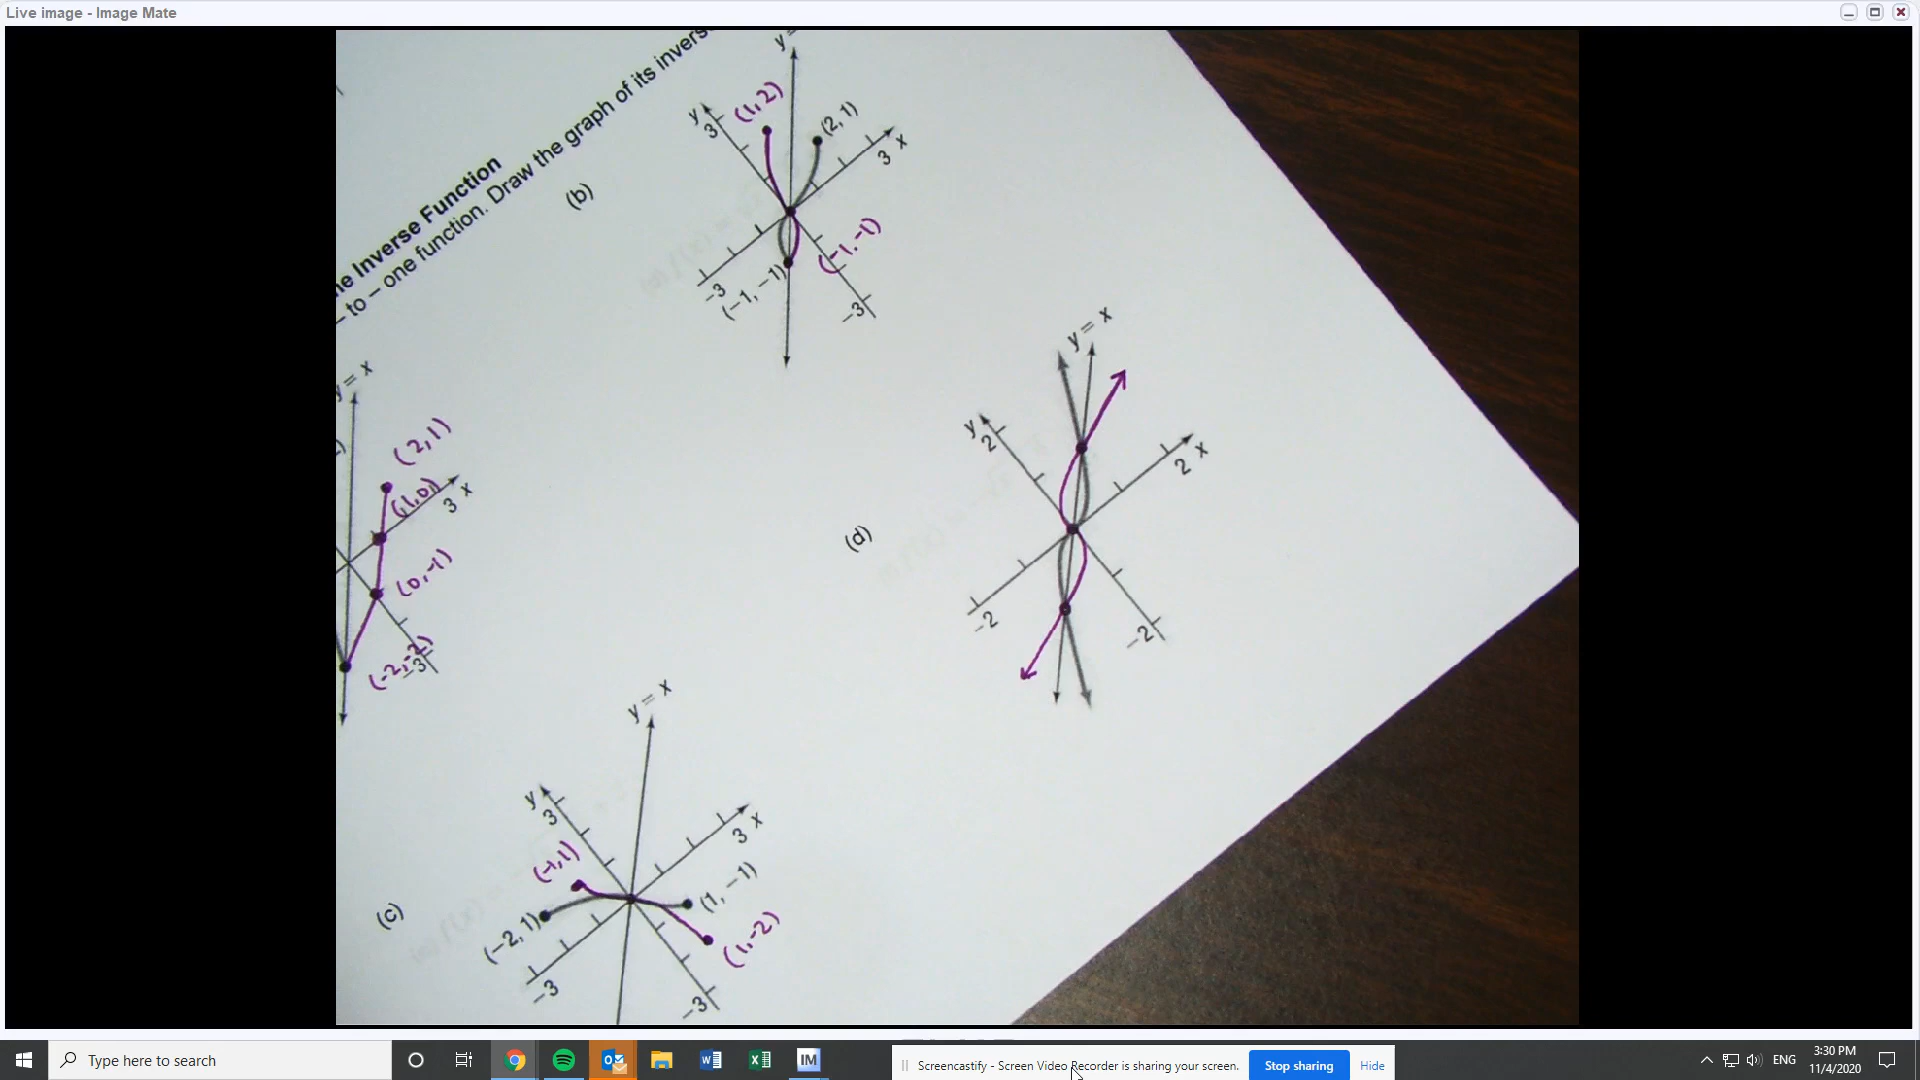 Live image - Image Mate
he Inverse Function
– to – one function. Draw the graph of its invers
(b)
y=
y
3
(1,2)
(2, 1)
3 x
-3
(-1, -1)
(-1,-1)
-3
y = x
(2,1)
(1,0)
3 x
(0,-1)
(-2,-2)
-3
(d)
y = x
y
2
2 x
-2
-2
(c)
y = x
y
3
3 x
(-1,1)
(-2, 1)
(1, -1)
(1,-2)
-3
-3
Type here to search
IM
Screencastify - Screen Video Recorder is sharing your screen.
Stop sharing
Hide
ENG
3:30 PM
11/4/2020